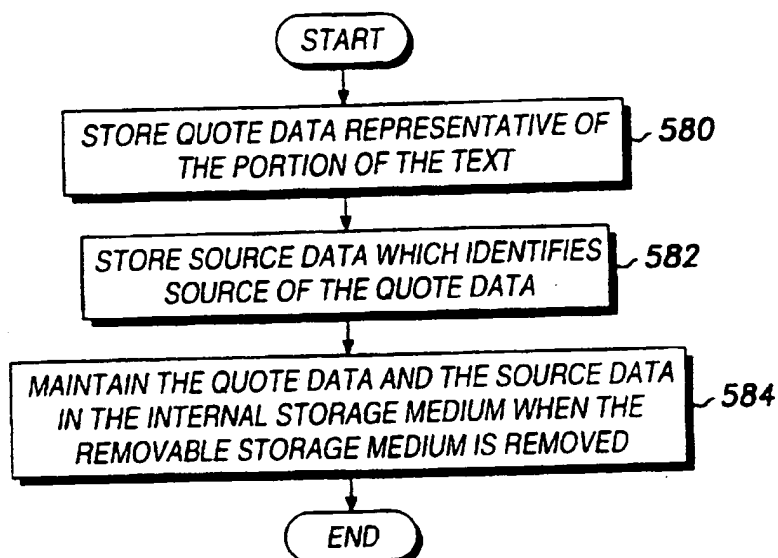 START
STORE QUOTE DATA REPRESENTATIVE OF
THE PORTION OF THE TEXT
580
STORE SOURCE DATA WHICH IDENTIFIES
SOURCE OF THE QUOTE DATA
582
MAINTAIN THE QUOTE DATA AND THE SOURCE DATA
IN THE INTERNAL STORAGE MEDIUM WHEN THE
REMOVABLE STORAGE MEDIUM IS REMOVED
584
END